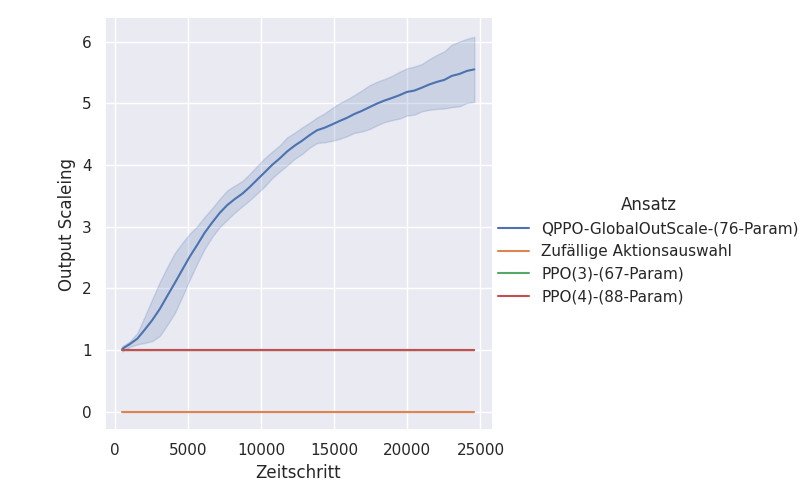 6
5
4
3
2
1
0
Output Scaleing
0 5000 10000 15000 20000 25000
Zeitschritt
Ansatz
QPPO-GlobalOutScale-(76-Param)
Zufällige Aktionsauswahl
PPO(3)-(67-Param)
PPO(4)-(88-Param)